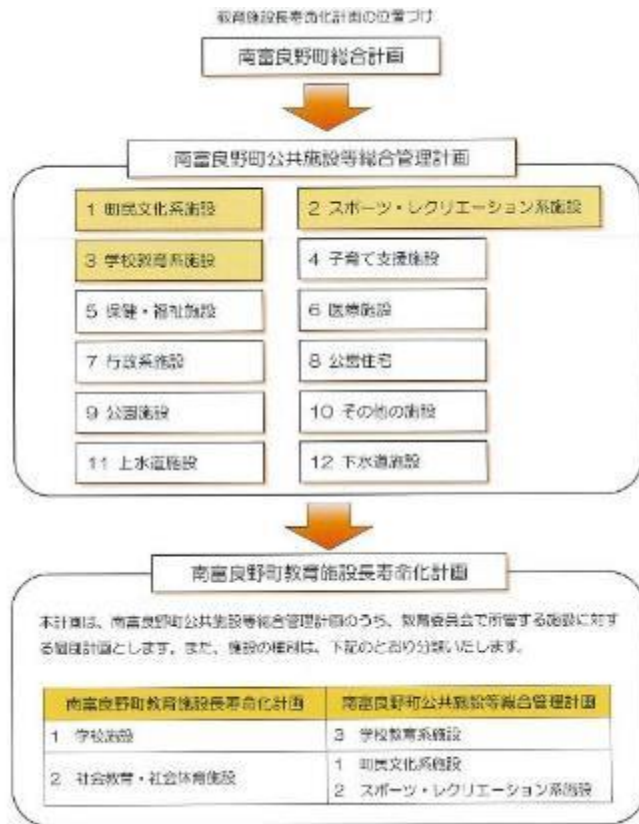 教育施設長寿命化計画の位置づけ
南富良野町総合計画
南富良野町公共施設等総合管理計画
1 町民文化系施設
2 スポーツ・レクリエーション系施設
3 学校教育系施設
4 子育て支援施設
5 保健・福祉施設
6 医療施設
7 行政系施設
8 公営住宅
9 公園施設
10 その他の施設
11 上水道施設
12 下水道施設
南富良野町教育施設長寿命化計画
本計画は、南富良野町公共施設等総合管理計画のうち、教育委員会で所管する施設に対す
る個別計画とします。また、施設の種別は、下記のとおり分類いたします。
南富良野町教育施設長寿命化計画 南富良野町公共施設等総合管理計画
1 学校施設 3 学校教育系施設
2 社会教育・社会体育施設 1 町民文化系施設
2 スポーツ・レクリエーション系施設